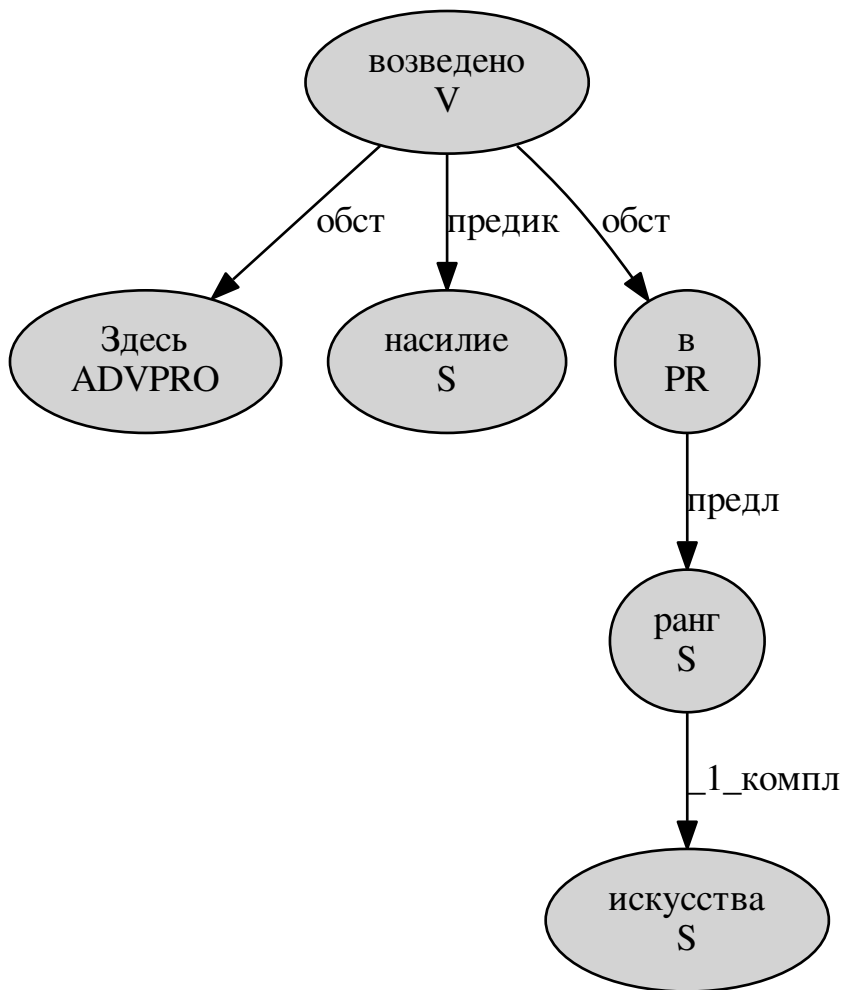 возведено
V
обст
предик
обст
Здесь
ADVPRO
насилие
S
в
PR
предл
ранг
S
_1_компл
искусства
S